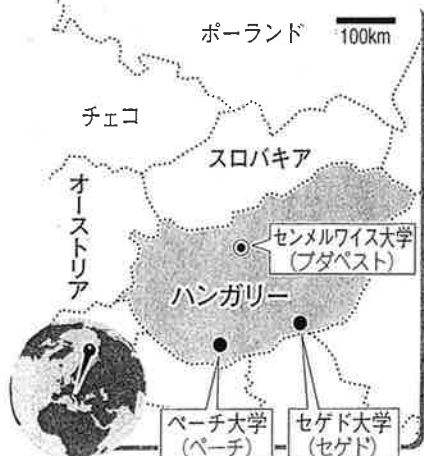 ポーランド
100km
チェコ
スロバキア
オーストリア
センメルワイス大学
(ブダペスト)
ハンガリー
ペーチ大学
(ペーチ)
セゲド大学
(セゲド)